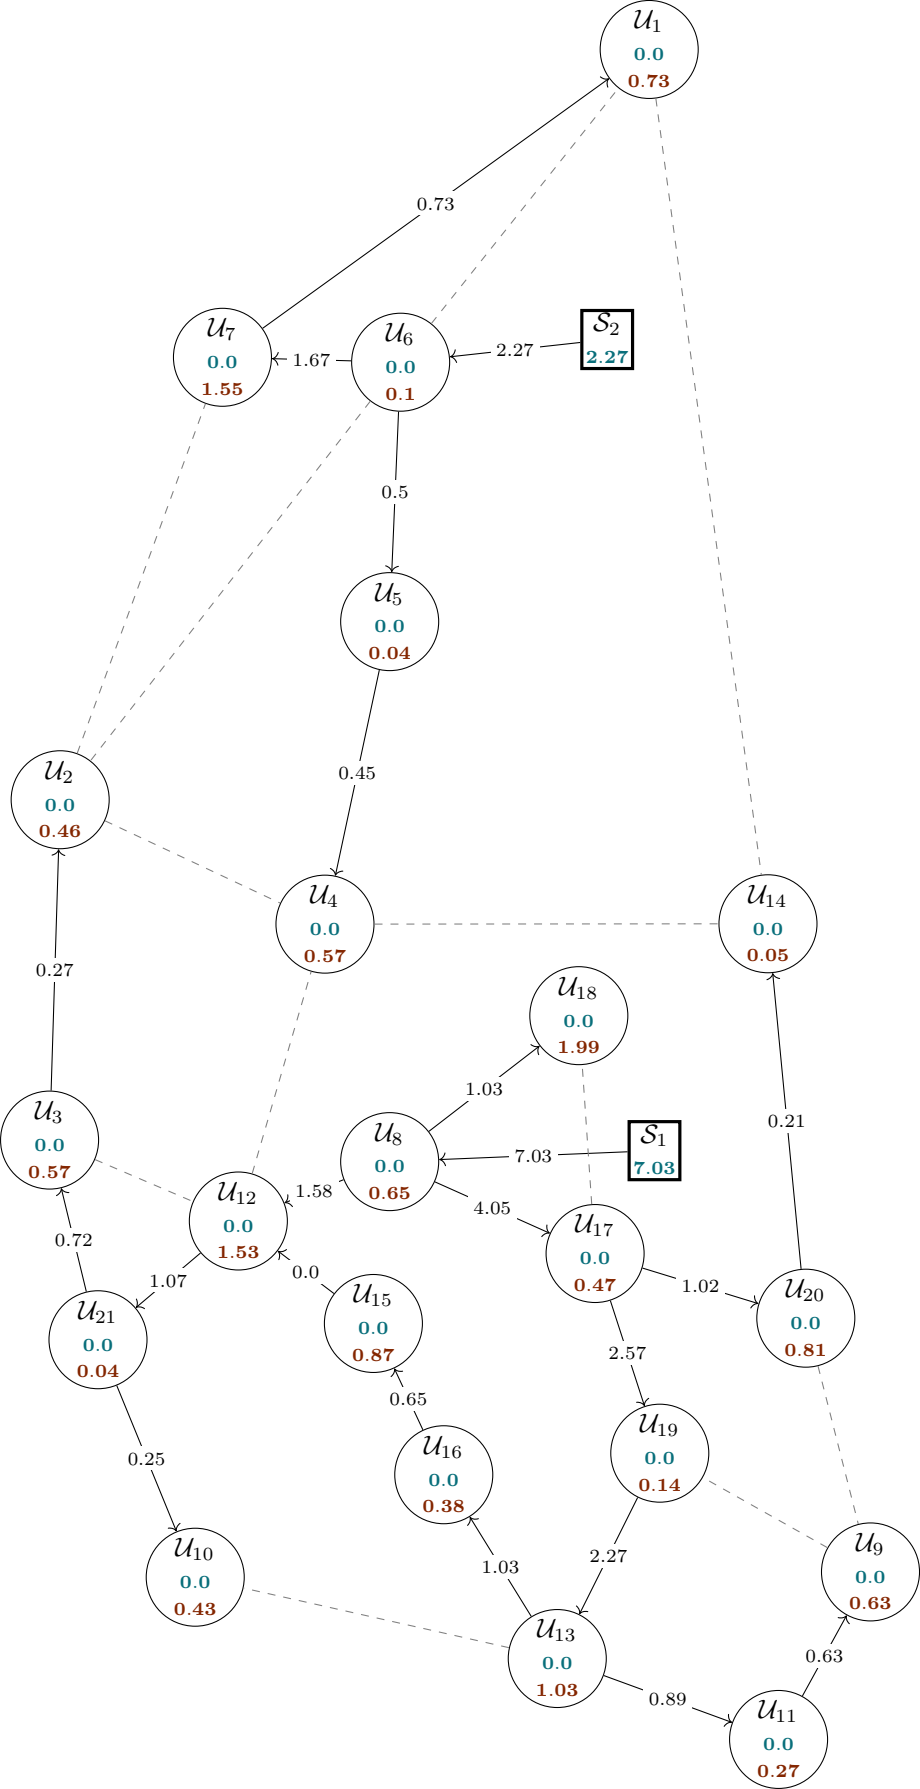 𝒰₁
0.0
0.73
0.73
𝒰₇
0.0
1.55
1.67
𝒰₆
0.0
0.1
2.27
𝒮₂
2.27
0.5
𝒰₅
0.0
0.04
0.45
𝒰₂
0.0
0.46
𝒰₄
0.0
0.57
𝒰₁₄
0.0
0.05
0.27
𝒰₁₈
0.0
1.99
1.03
0.21
𝒰₃
0.0
0.57
𝒰₈
0.0
0.65
7.03
𝒮₁
7.03
𝒰₁₂
0.0
1.53
1.58
4.05
𝒰₁₇
0.0
0.47
0.72
1.07
0.0
1.02
𝒰₂₁
0.0
0.04
𝒰₁₅
0.0
0.87
𝒰₂₀
0.0
0.81
2.57
0.65
0.25
𝒰₁₆
0.0
0.38
𝒰₁₉
0.0
0.14
𝒰₁₀
0.0
0.43
1.03
2.27
𝒰₉
0.0
0.63
𝒰₁₃
0.0
1.03
0.63
0.89
𝒰₁₁
0.0
0.27